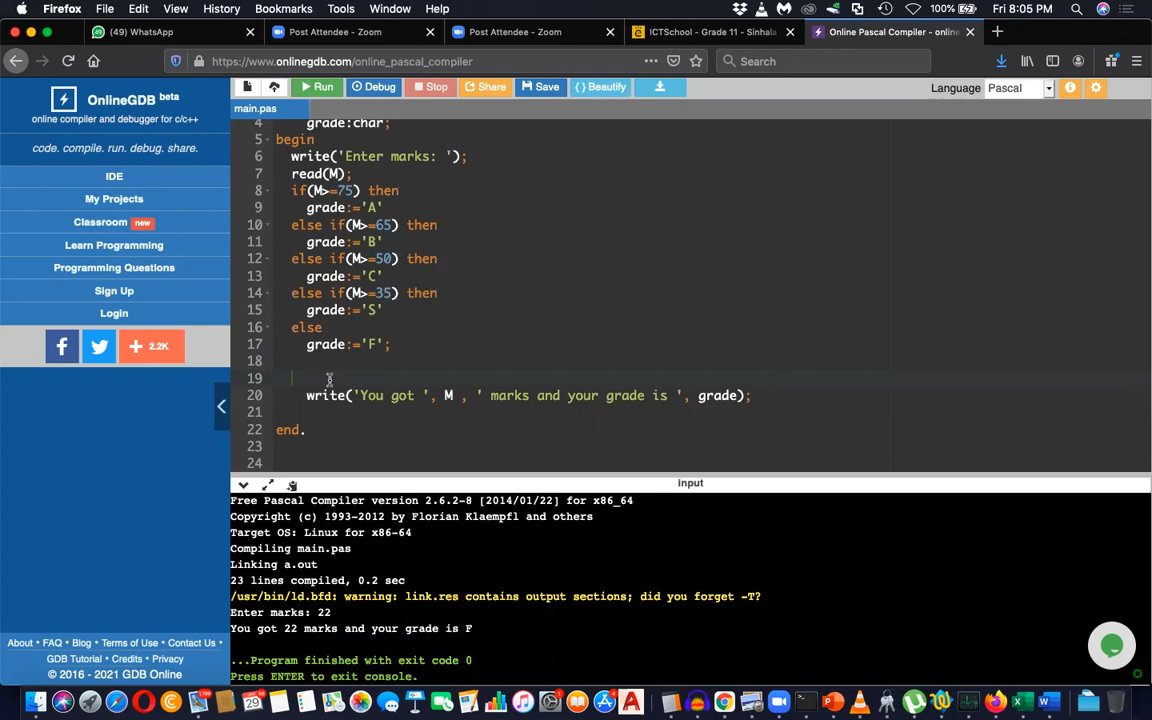 Firefox File Edit View History Bookmarks Tools Window Help 100% Fri 8:05 PM
(49) WhatsApp × Post Attendee - Zoom × Post Attendee - Zoom × ICTSchool - Grade 11 - Sinhala × Online Pascal Compiler - online ×
https://www.onlinegdb.com/online_pascal_compiler Search
OnlineGDB beta
online compiler and debugger for c/c++
code. compile. run. debug. share.
IDE
My Projects
Classroom new
Learn Programming
Programming Questions
Sign Up
Login
+ 2.2K
About • FAQ • Blog • Terms of Use • Contact Us •
GDB Tutorial • Credits • Privacy
© 2016 - 2021 GDB Online
Run Debug Stop Share Save { } Beautify Language Pascal
main.pas
4 grade:char;
5 begin
6 write('Enter marks: ');
7 read(M);
8 if(M>=75) then
9 grade:='A'
10 else if(M>=65) then
11 grade:='B'
12 else if(M>=50) then
13 grade:='C'
14 else if(M>=35) then
15 grade:='S'
16 else
17 grade:='F';
18
19
20 write('You got ', M , ' marks and your grade is ', grade);
21
22 end.
23
24
input
Free Pascal Compiler version 2.6.2-8 [2014/01/22] for x86_64
Copyright (c) 1993-2012 by Florian Klaempfl and others
Target OS: Linux for x86-64
Compiling main.pas
Linking a.out
23 lines compiled, 0.2 sec
/usr/bin/ld.bfd: warning: link.res contains output sections; did you forget -T?
Enter marks: 22
You got 22 marks and your grade is F
...Program finished with exit code 0
Press ENTER to exit console.